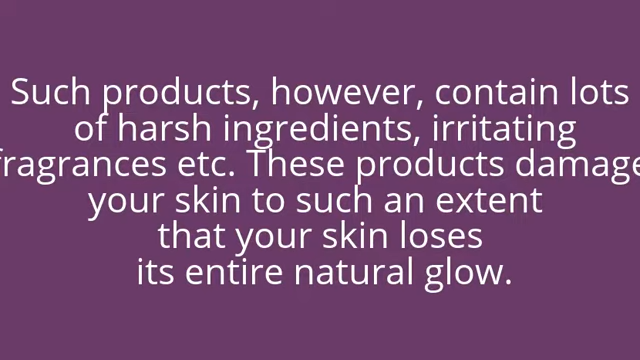 Such products, however, contain lots
of harsh ingredients, irritating
fragrances etc. These products damage
your skin to such an extent
that your skin loses
its entire natural glow.